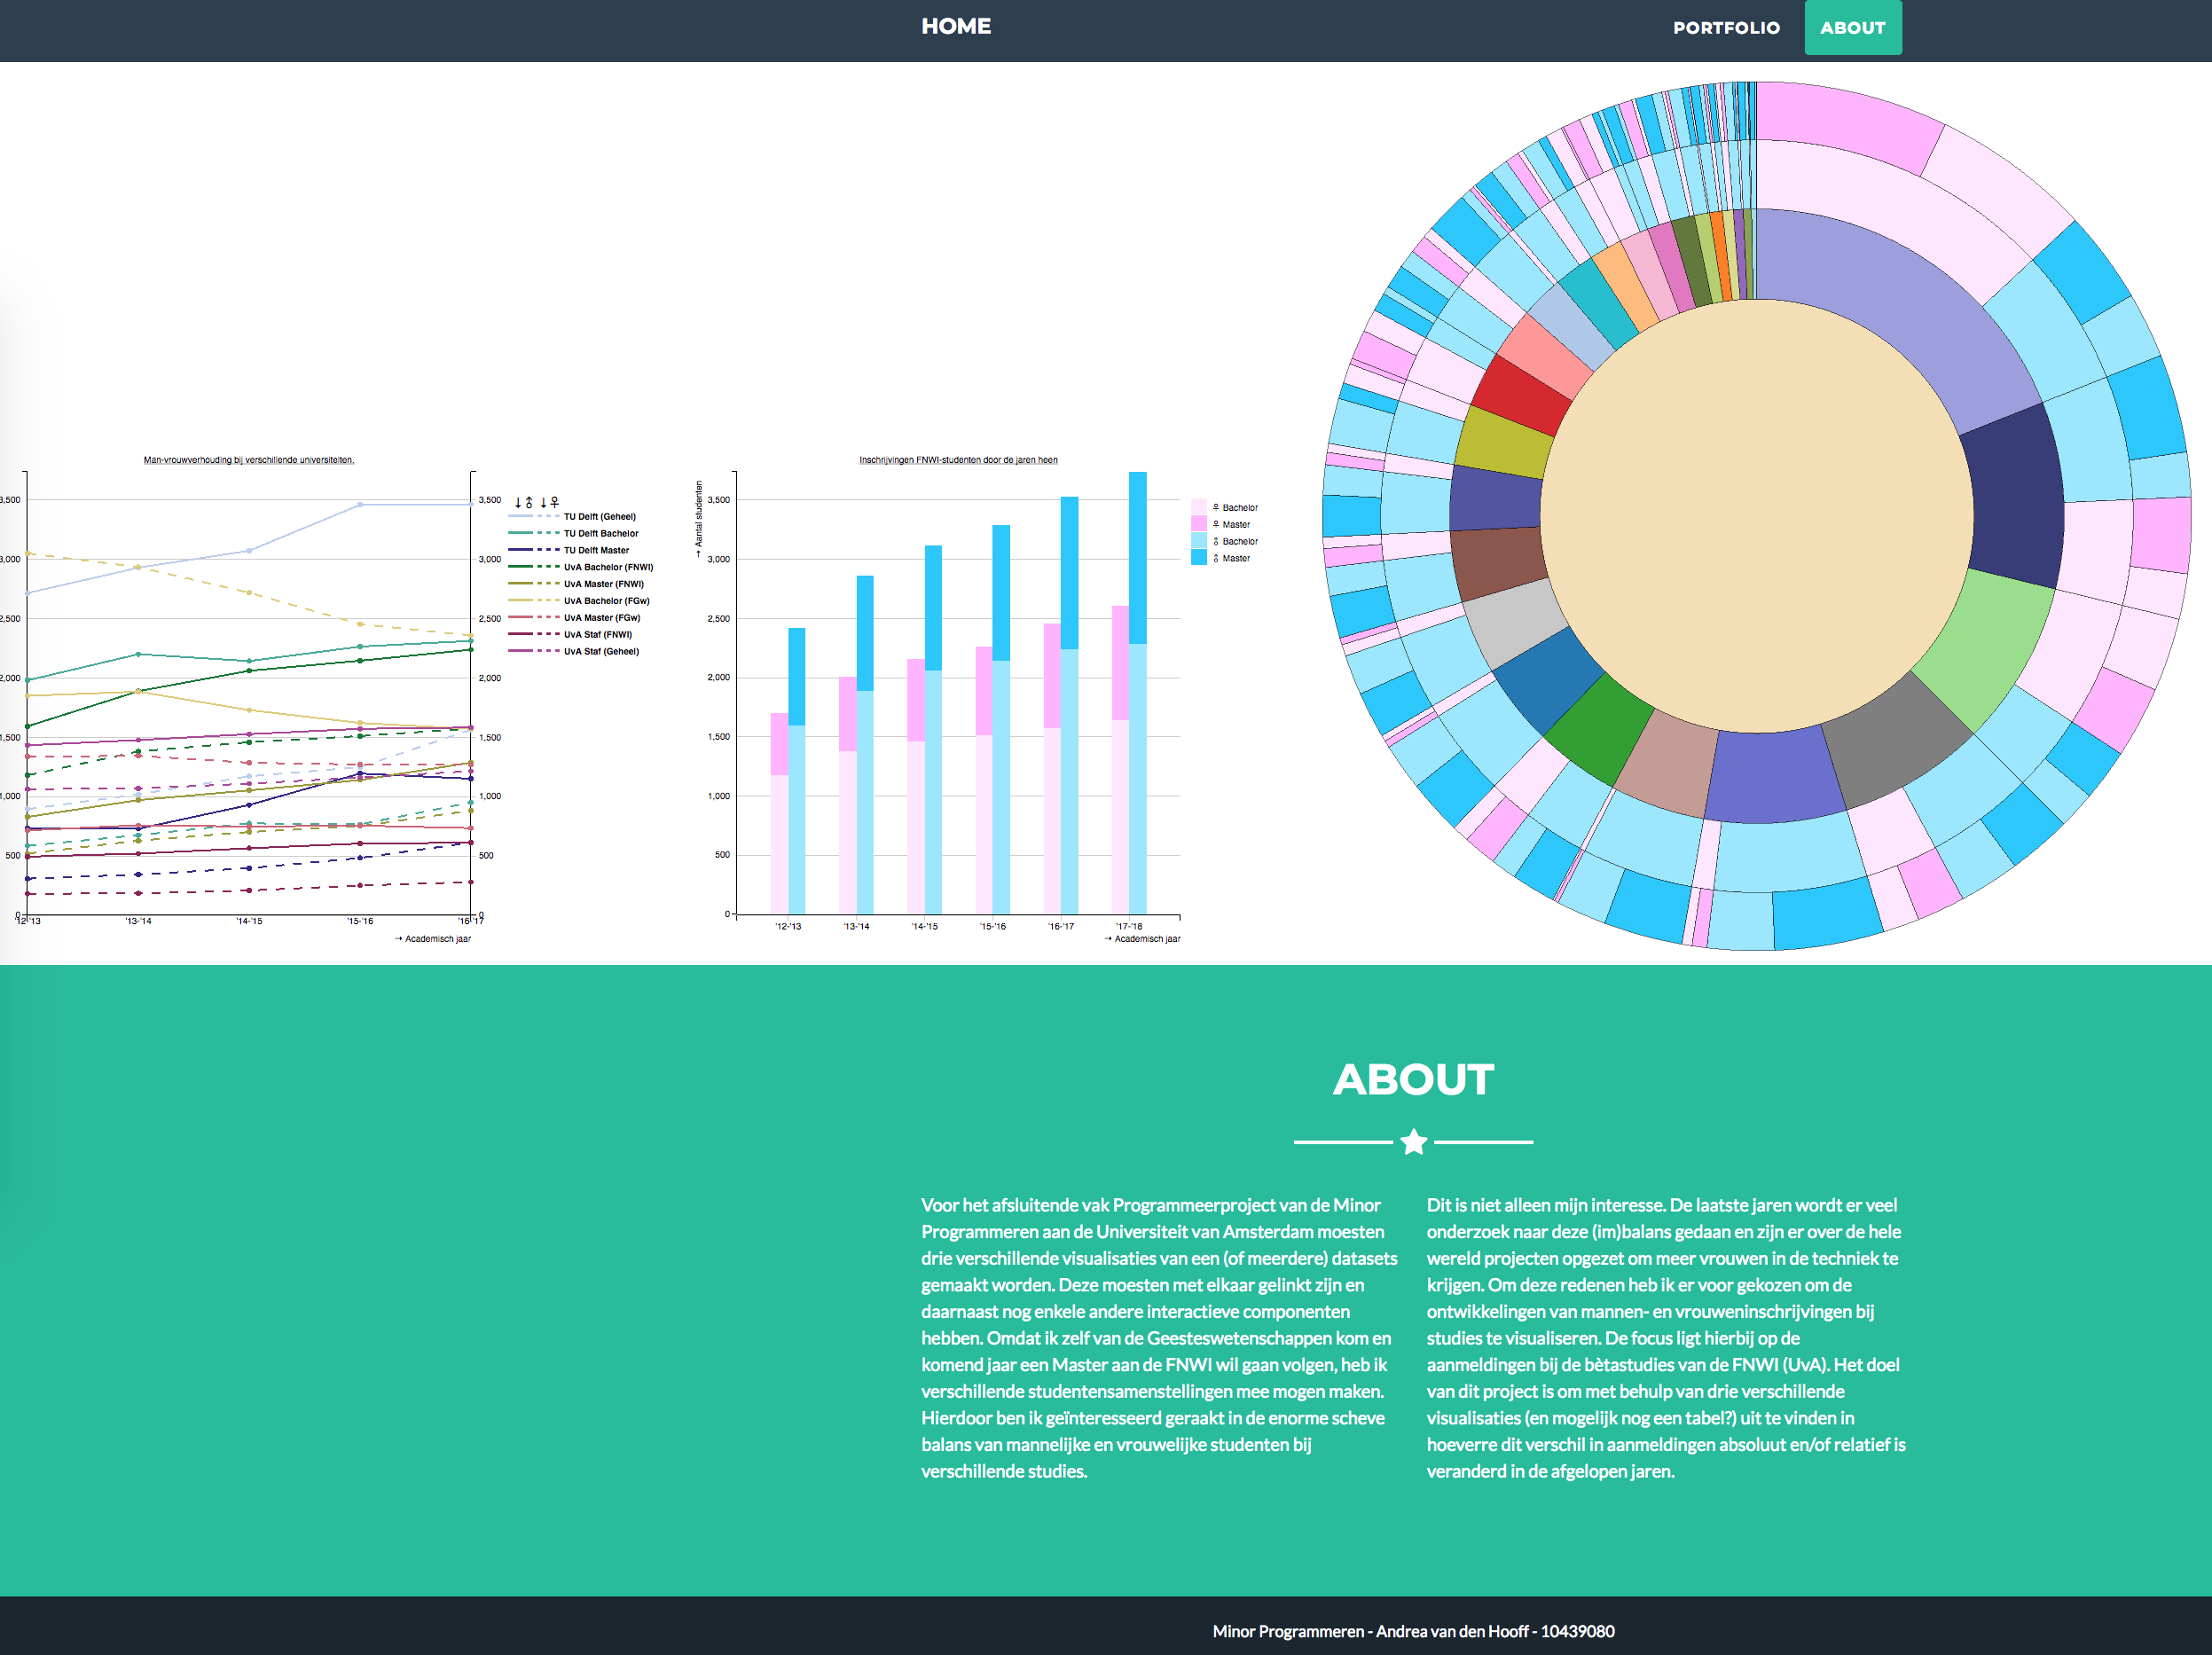 HOME
PORTFOLIO
ABOUT
Man-vrouwverhouding bij verschillende universiteiten.
3,500
3,000
2,500
2,000
1,500
1,000
500
0
3,500
3,000
2,500
2,000
1,500
1,000
500
0
'12-'13
'13-'14
'14-'15
'15-'16
'16-'17
→ Academisch jaar
↓♂ ↓♀
TU Delft (Geheel)
TU Delft Bachelor
TU Delft Master
UvA Bachelor (FNWI)
UvA Master (FNWI)
UvA Bachelor (FGw)
UvA Master (FGw)
UvA Staf (FNWI)
UvA Staf (Geheel)
Inschrijvingen FNWI-studenten door de jaren heen
→ Aantal studenten
3,500
3,000
2,500
2,000
1,500
1,000
500
0
'12-'13
'13-'14
'14-'15
'15-'16
'16-'17
'17-'18
→ Academisch jaar
♀ Bachelor
♀ Master
♂ Bachelor
♂ Master
ABOUT
Voor het afsluitende vak Programmeerproject van de Minor
Programmeren aan de Universiteit van Amsterdam moesten
drie verschillende visualisaties van een (of meerdere) datasets
gemaakt worden. Deze moesten met elkaar gelinkt zijn en
daarnaast nog enkele andere interactieve componenten
hebben. Omdat ik zelf van de Geesteswetenschappen kom en
komend jaar een Master aan de FNWI wil gaan volgen, heb ik
verschillende studentensamenstellingen mee mogen maken.
Hierdoor ben ik geïnteresseerd geraakt in de enorme scheve
balans van mannelijke en vrouwelijke studenten bij
verschillende studies.
Dit is niet alleen mijn interesse. De laatste jaren wordt er veel
onderzoek naar deze (im)balans gedaan en zijn er over de hele
wereld projecten opgezet om meer vrouwen in de techniek te
krijgen. Om deze redenen heb ik er voor gekozen om de
ontwikkelingen van mannen- en vrouweninschrijvingen bij
studies te visualiseren. De focus ligt hierbij op de
aanmeldingen bij de bètastudies van de FNWI (UvA). Het doel
van dit project is om met behulp van drie verschillende
visualisaties (en mogelijk nog een tabel?) uit te vinden in
hoeverre dit verschil in aanmeldingen absoluut en/of relatief is
veranderd in de afgelopen jaren.
Minor Programmeren - Andrea van den Hooff - 10439080